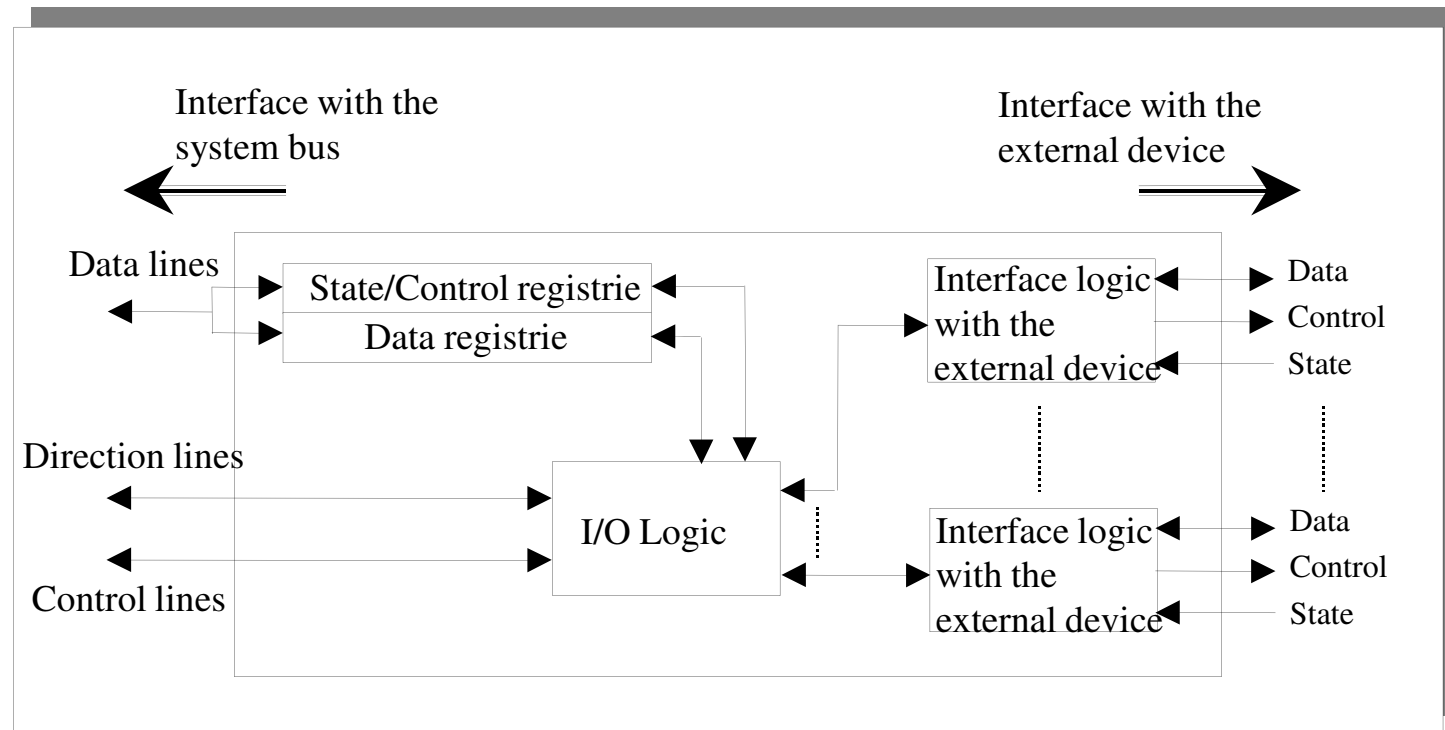 Interface with the
system bus
Interface with the
external device
Data lines
State/Control registrie
Data registrie
Interface logic
with the
external device
Data
Control
State
Direction lines
I/O Logic
Control lines
Interface logic
with the
external device
Data
Control
State